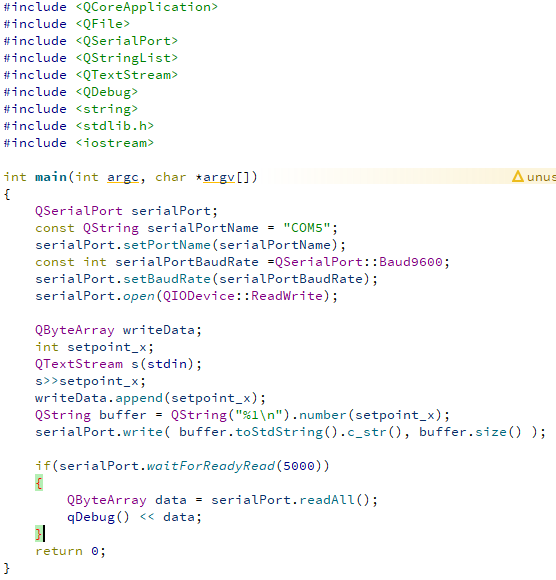 #include <QCoreApplication>
#include <QFile>
#include <QSerialPort>
#include <QStringList>
#include <QTextStream>
#include <QDebug>
#include <string>
#include <stdlib.h>
#include <iostream>

int main(int argc, char *argv[]) unus
{
    QSerialPort serialPort;
    const QString serialPortName = "COM5";
    serialPort.setPortName(serialPortName);
    const int serialPortBaudRate =QSerialPort::Baud9600;
    serialPort.setBaudRate(serialPortBaudRate);
    serialPort.open(QIODevice::ReadWrite);

    QByteArray writeData;
    int setpoint_x;
    QTextStream s(stdin);
    s>>setpoint_x;
    writeData.append(setpoint_x);
    QString buffer = QString("%1\n").number(setpoint_x);
    serialPort.write( buffer.toStdString().c_str(), buffer.size() );

    if(serialPort.waitForReadyRead(5000))
    {
        QByteArray data = serialPort.readAll();
        qDebug() << data;
    }
    return 0;
}